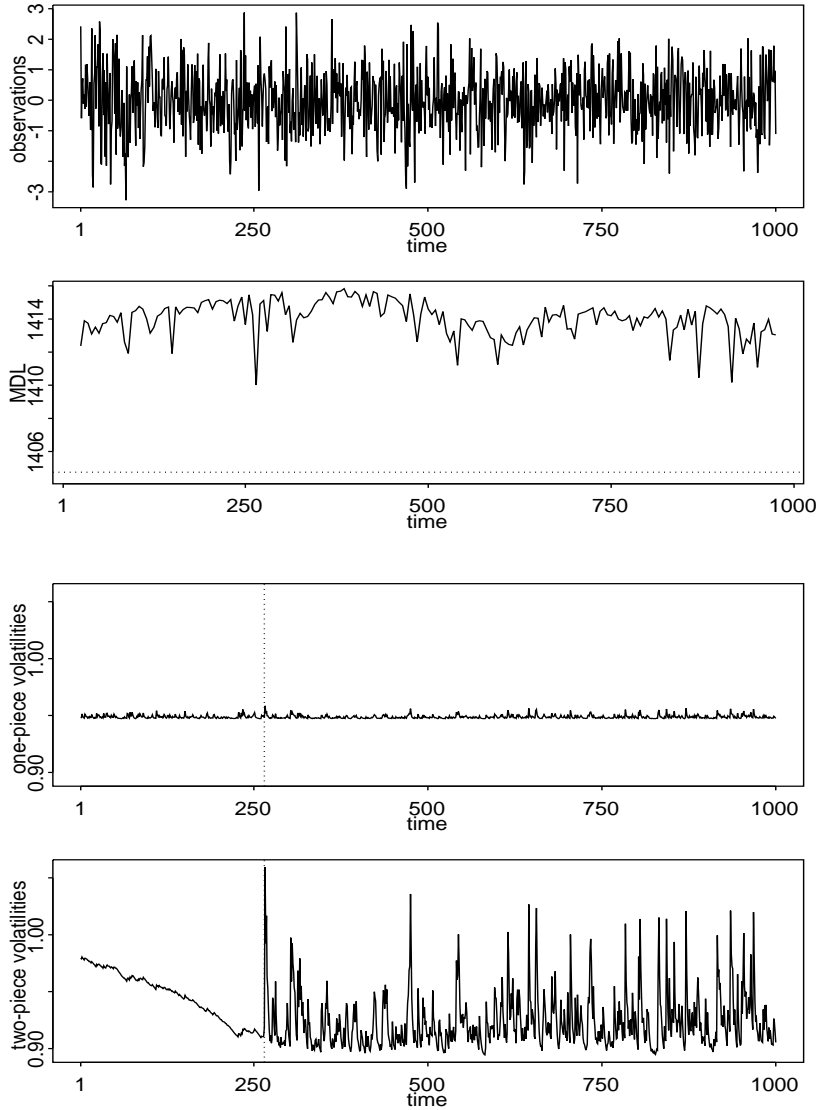 observations
3
2
1
0
-1
-3
1 250 500 750 1000
time
MDL
1414
1410
1406
1 250 500 750 1000
time
one-piece volatilities
1.00
0.90
1 250 500 750 1000
time
two-piece volatilities
1.00
0.90
1 250 500 750 1000
time